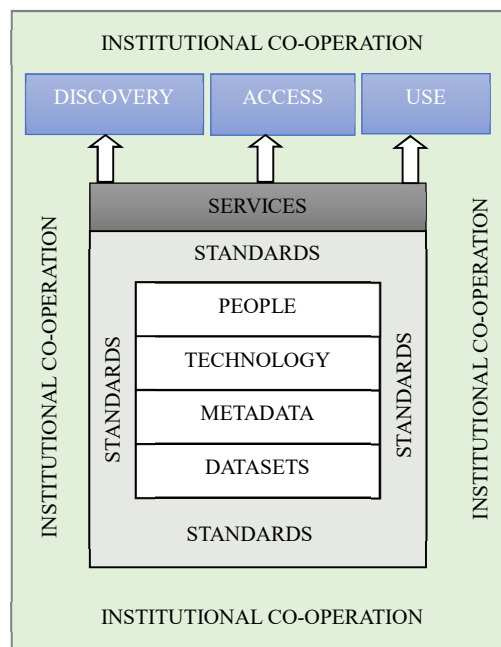 INSTITUTIONAL CO-OPERATION
DISCOVERY
ACCESS
USE
SERVICES
STANDARDS
INSTITUTIONAL CO-OPERATION
STANDARDS
PEOPLE
TECHNOLOGY
METADATA
DATASETS
STANDARDS
INSTITUTIONAL CO-OPERATION
STANDARDS
INSTITUTIONAL CO-OPERATION